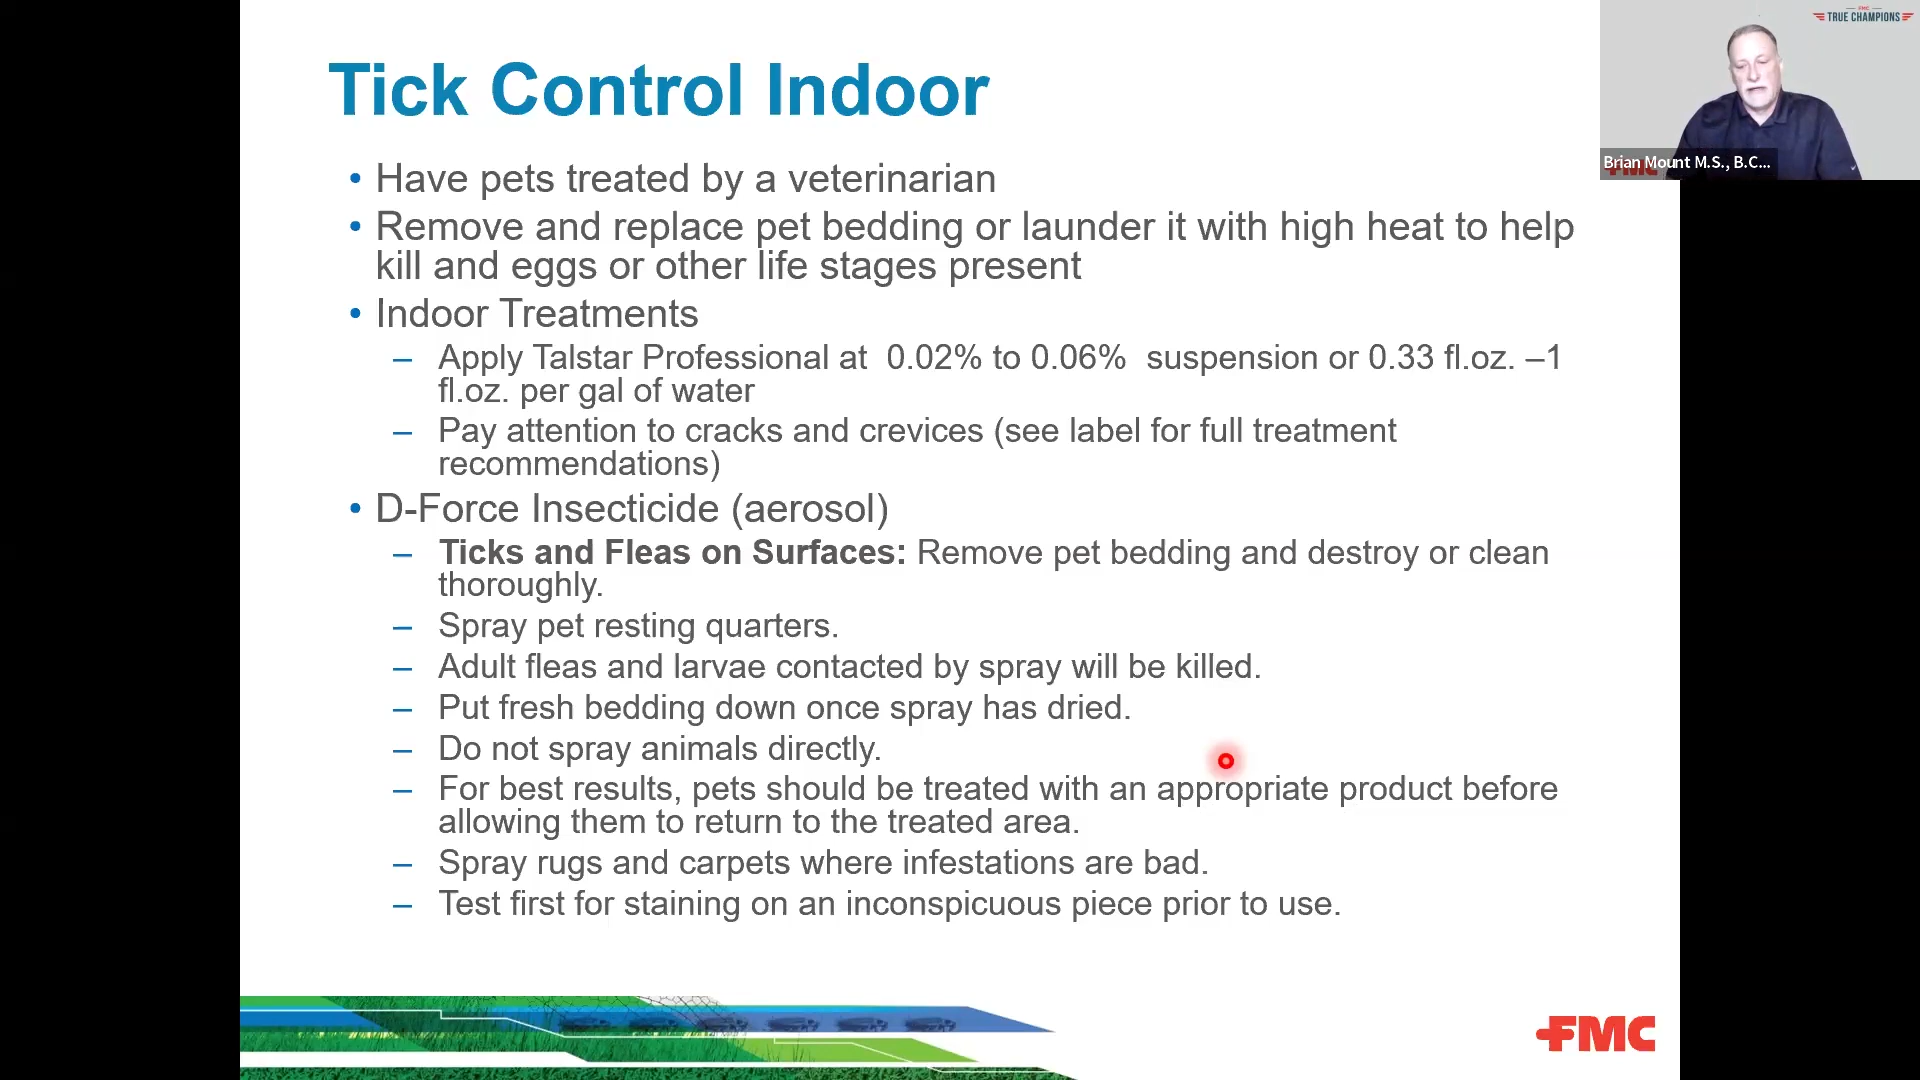 Tick Control Indoor
• Have pets treated by a veterinarian
• Remove and replace pet bedding or launder it with high heat to help
kill and eggs or other life stages present
• Indoor Treatments
– Apply Talstar Professional at 0.02% to 0.06% suspension or 0.33 fl.oz. –1
fl.oz. per gal of water
– Pay attention to cracks and crevices (see label for full treatment
recommendations)
• D-Force Insecticide (aerosol)
– Ticks and Fleas on Surfaces: Remove pet bedding and destroy or clean
thoroughly.
– Spray pet resting quarters.
– Adult fleas and larvae contacted by spray will be killed.
– Put fresh bedding down once spray has dried.
– Do not spray animals directly.
– For best results, pets should be treated with an appropriate product before
allowing them to return to the treated area.
– Spray rugs and carpets where infestations are bad.
– Test first for staining on an inconspicuous piece prior to use.
FMC
FMC
TRUE CHAMPIONS
Brian Mount M.S., B.C...
FMC